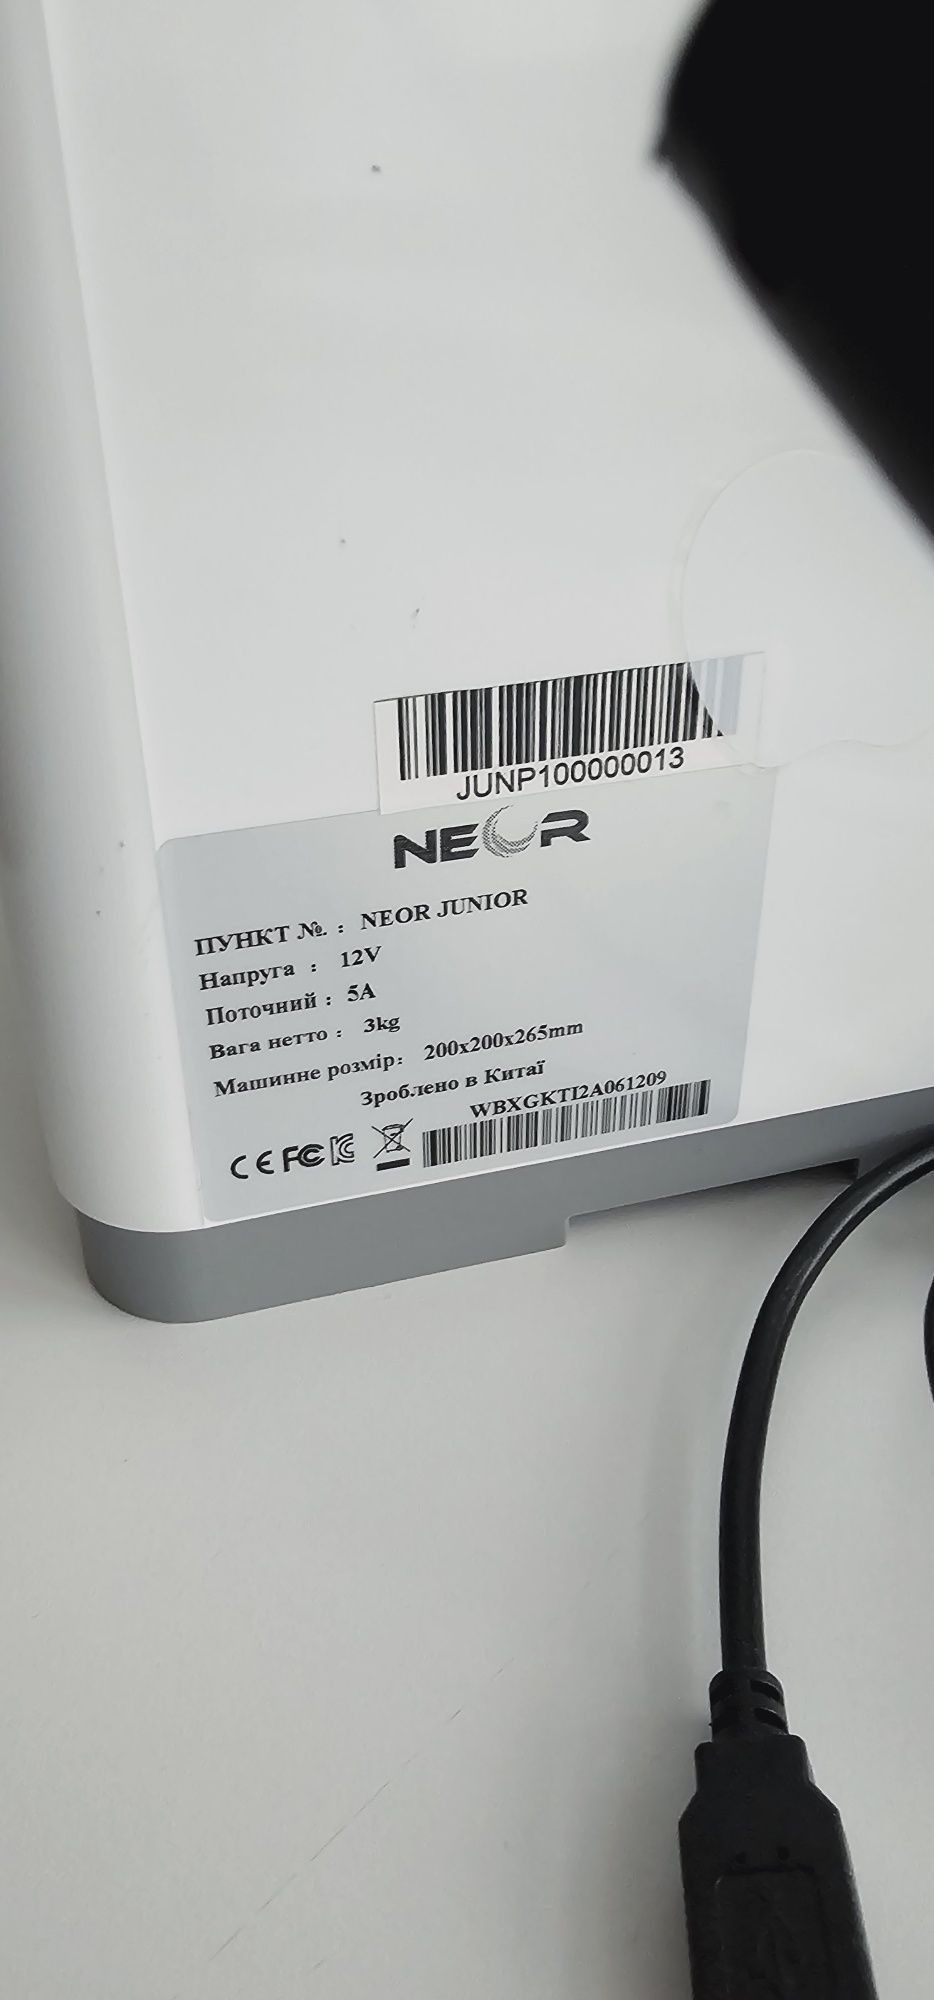 JUNP100000013
NEOR
ПУНКТ №. : NEOR JUNIOR
Напруга : 12V
Поточний : 5A
Вага нетто : 3kg
Машинне розмір: 200x200x265mm
Зроблено в Китаї
WBXGKTI2A061209
CE FC